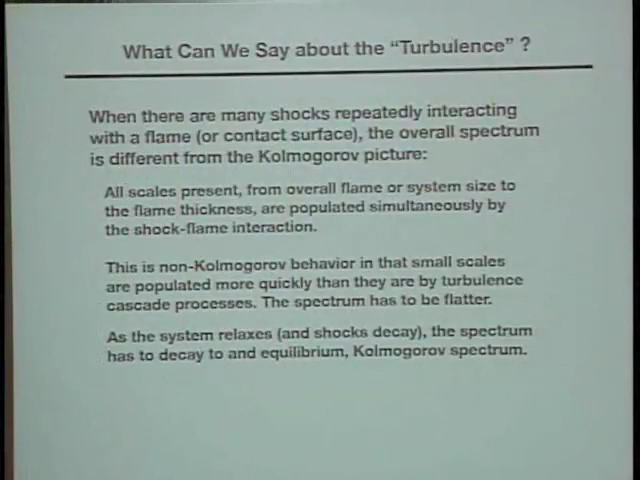 What Can We Say about the “Turbulence” ?
When there are many shocks repeatedly interacting
with a flame (or contact surface), the overall spectrum
is different from the Kolmogorov picture:
All scales present, from overall flame or system size to
the flame thickness, are populated simultaneously by
the shock-flame interaction.
This is non-Kolmogorov behavior in that small scales
are populated more quickly than they are by turbulence
cascade processes. The spectrum has to be flatter.
As the system relaxes (and shocks decay), the spectrum
has to decay to and equilibrium, Kolmogorov spectrum.